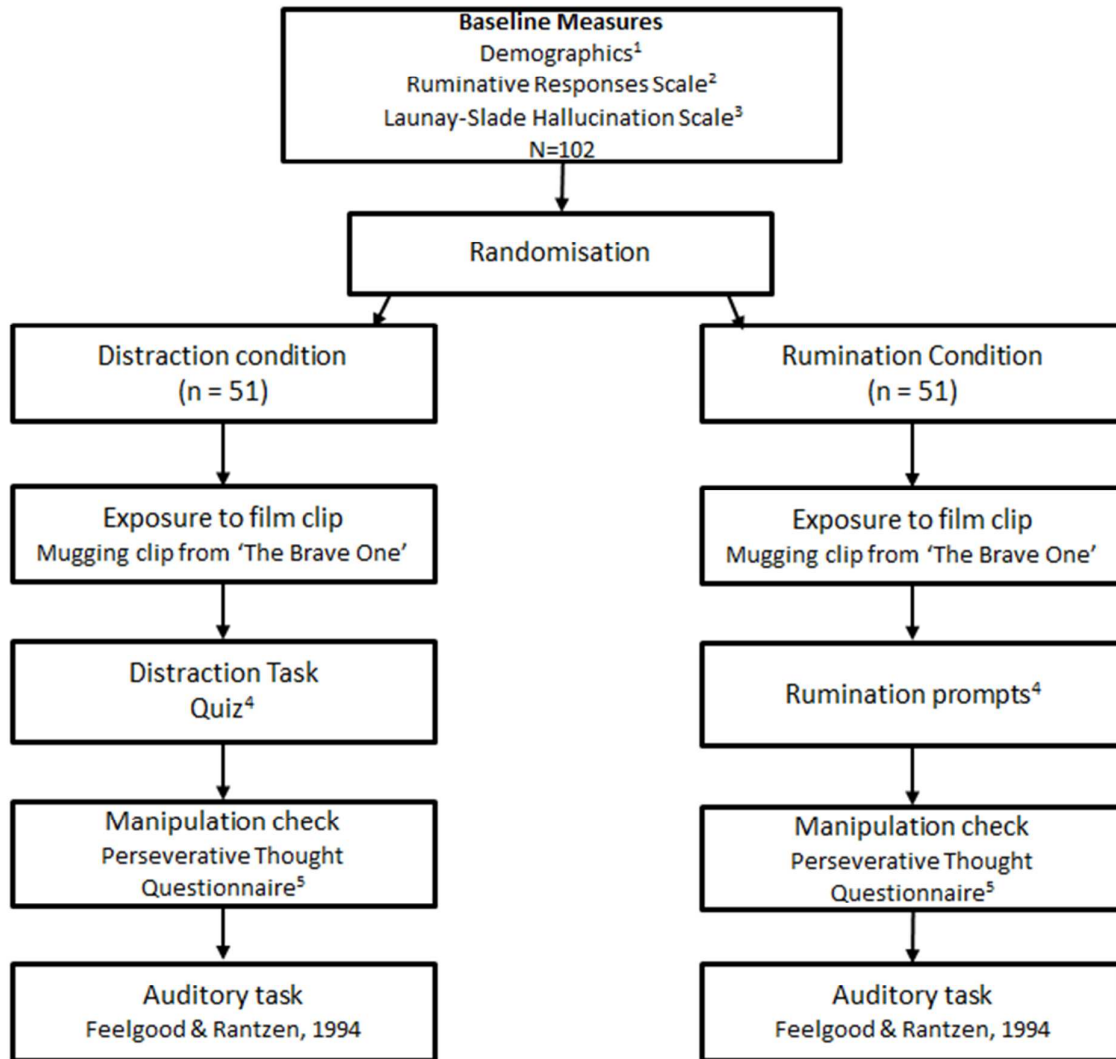 Baseline Measures
Demographics¹
Ruminative Responses Scale²
Launay-Slade Hallucination Scale³
N=102
Randomisation
Distraction condition
(n = 51)
Rumination Condition
(n = 51)
Exposure to film clip
Mugging clip from ‘The Brave One’
Exposure to film clip
Mugging clip from ‘The Brave One’
Distraction Task
Quiz⁴
Rumination prompts⁴
Manipulation check
Perseverative Thought
Questionnaire⁵
Manipulation check
Perseverative Thought
Questionnaire⁵
Auditory task
Feelgood & Rantzen, 1994
Auditory task
Feelgood & Rantzen, 1994